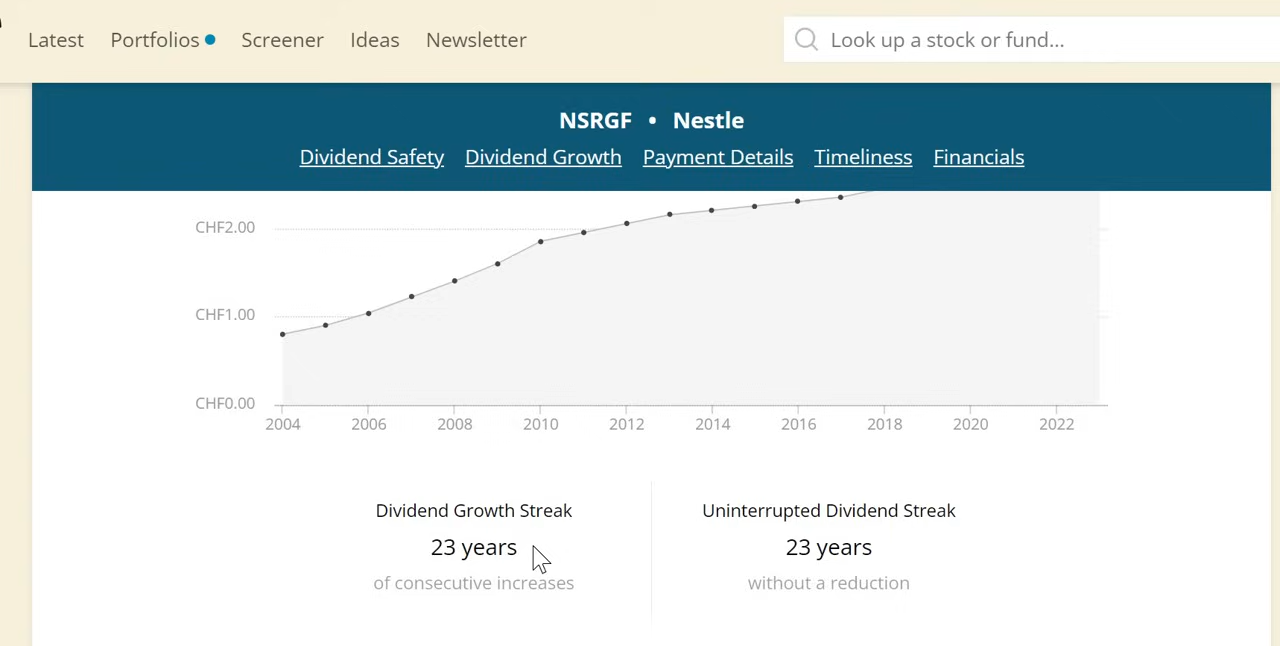 Latest Portfolios Screener Ideas Newsletter Look up a stock or fund...
NSRGF • Nestle
Dividend Safety Dividend Growth Payment Details Timeliness Financials
CHF2.00
CHF1.00
CHF0.00
2004 2006 2008 2010 2012 2014 2016 2018 2020 2022
Dividend Growth Streak Uninterrupted Dividend Streak
23 years 23 years
of consecutive increases without a reduction